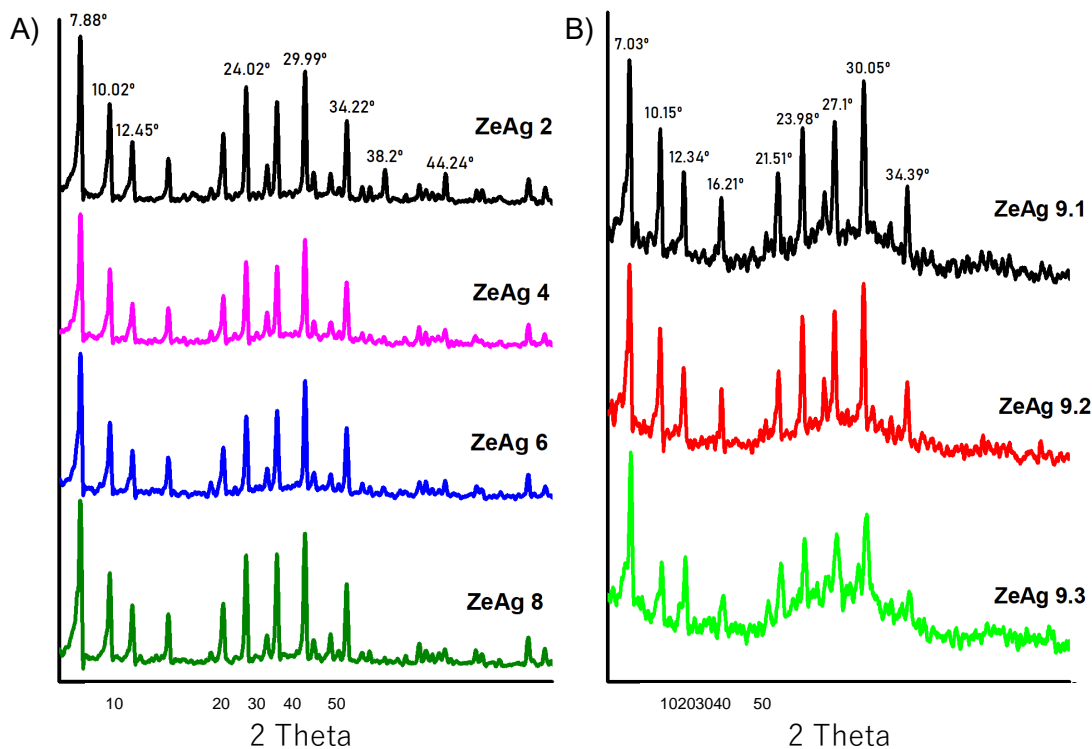 A)
7.88°
10.02°
12.45°
24.02°
29.99°
34.22°
38.2°
44.24°
ZeAg 2
ZeAg 4
ZeAg 6
ZeAg 8
10 20 30 40 50
2 Theta
B)
7.03°
10.15°
12.34°
16.21°
21.51°
23.98°
27.1°
30.05°
34.39°
ZeAg 9.1
ZeAg 9.2
ZeAg 9.3
10203040 50
2 Theta